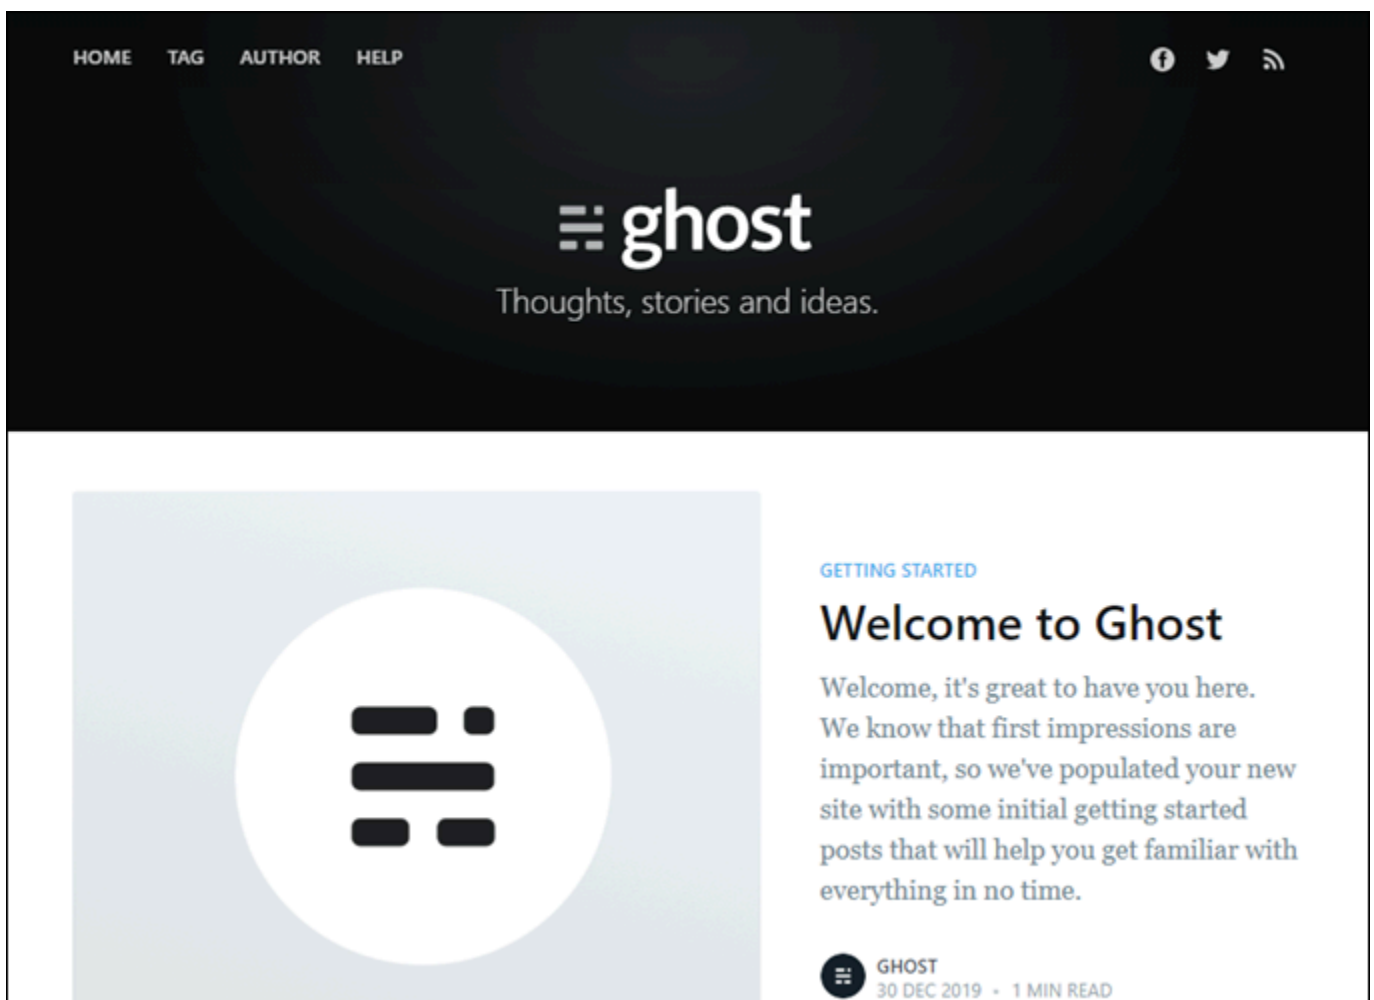 HOME TAG AUTHOR HELP
ghost
Thoughts, stories and ideas.
GETTING STARTED
Welcome to Ghost
Welcome, it's great to have you here.
We know that first impressions are
important, so we've populated your new
site with some initial getting started
posts that will help you get familiar with
everything in no time.
GHOST
30 DEC 2019 • 1 MIN READ